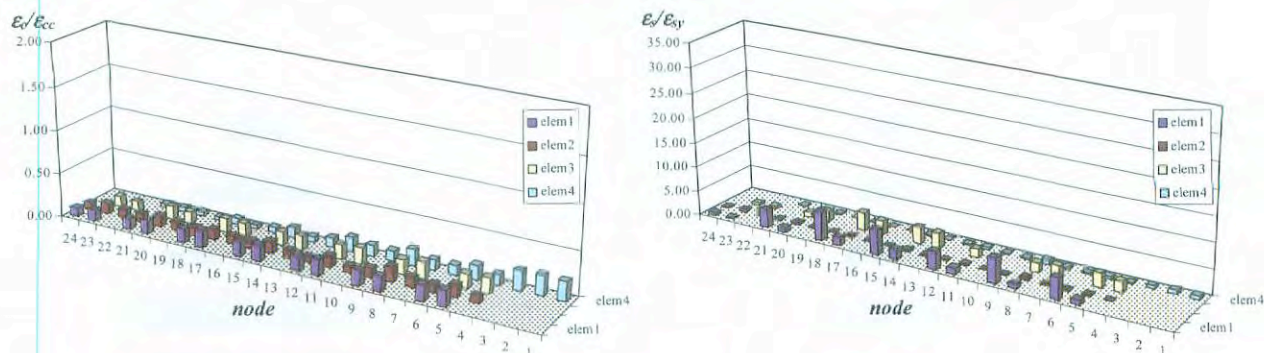 εc/εcc
2.00
1.50
1.00
0.50
0.00
elem1
elem2
elem3
elem4
24 23 22 21 20 19 18 17 16 15 14 13 12 11 10 9 8 7 6 5 4 3 2 1
node
elem4
elem1
εs/εsy
35.00
30.00
25.00
20.00
15.00
10.00
5.00
0.00
elem1
elem2
elem3
elem4
24 23 22 21 20 19 18 17 16 15 14 13 12 11 10 9 8 7 6 5 4 3 2 1
node
elem4
elem1